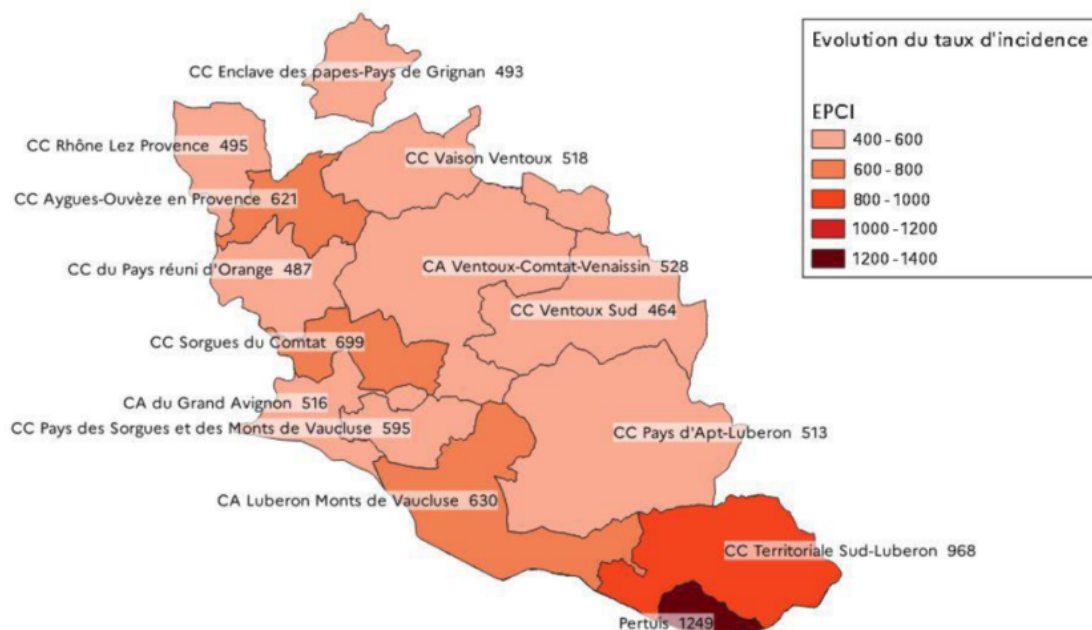 Evolution du taux d'incidence
EPCI
400 - 600
600 - 800
800 - 1000
1000 - 1200
1200 - 1400
CC Enclave des papes-Pays de Grignan 493
CC Rhône Lez Provence 495
CC Vaison Ventoux 518
CC Aygues-Ouvèze en Provence 621
CC du Pays réuni d'Orange 487
CA Ventoux-Comtat-Venaissin 528
CC Ventoux Sud 464
CC Sorgues du Comtat 699
CA du Grand Avignon 516
CC Pays des Sorgues et des Monts de Vaucluse 595
CC Pays d'Apt-Luberon 513
CA Luberon Monts de Vaucluse 630
CC Territoriale Sud-Luberon 968
Pertuis 1249